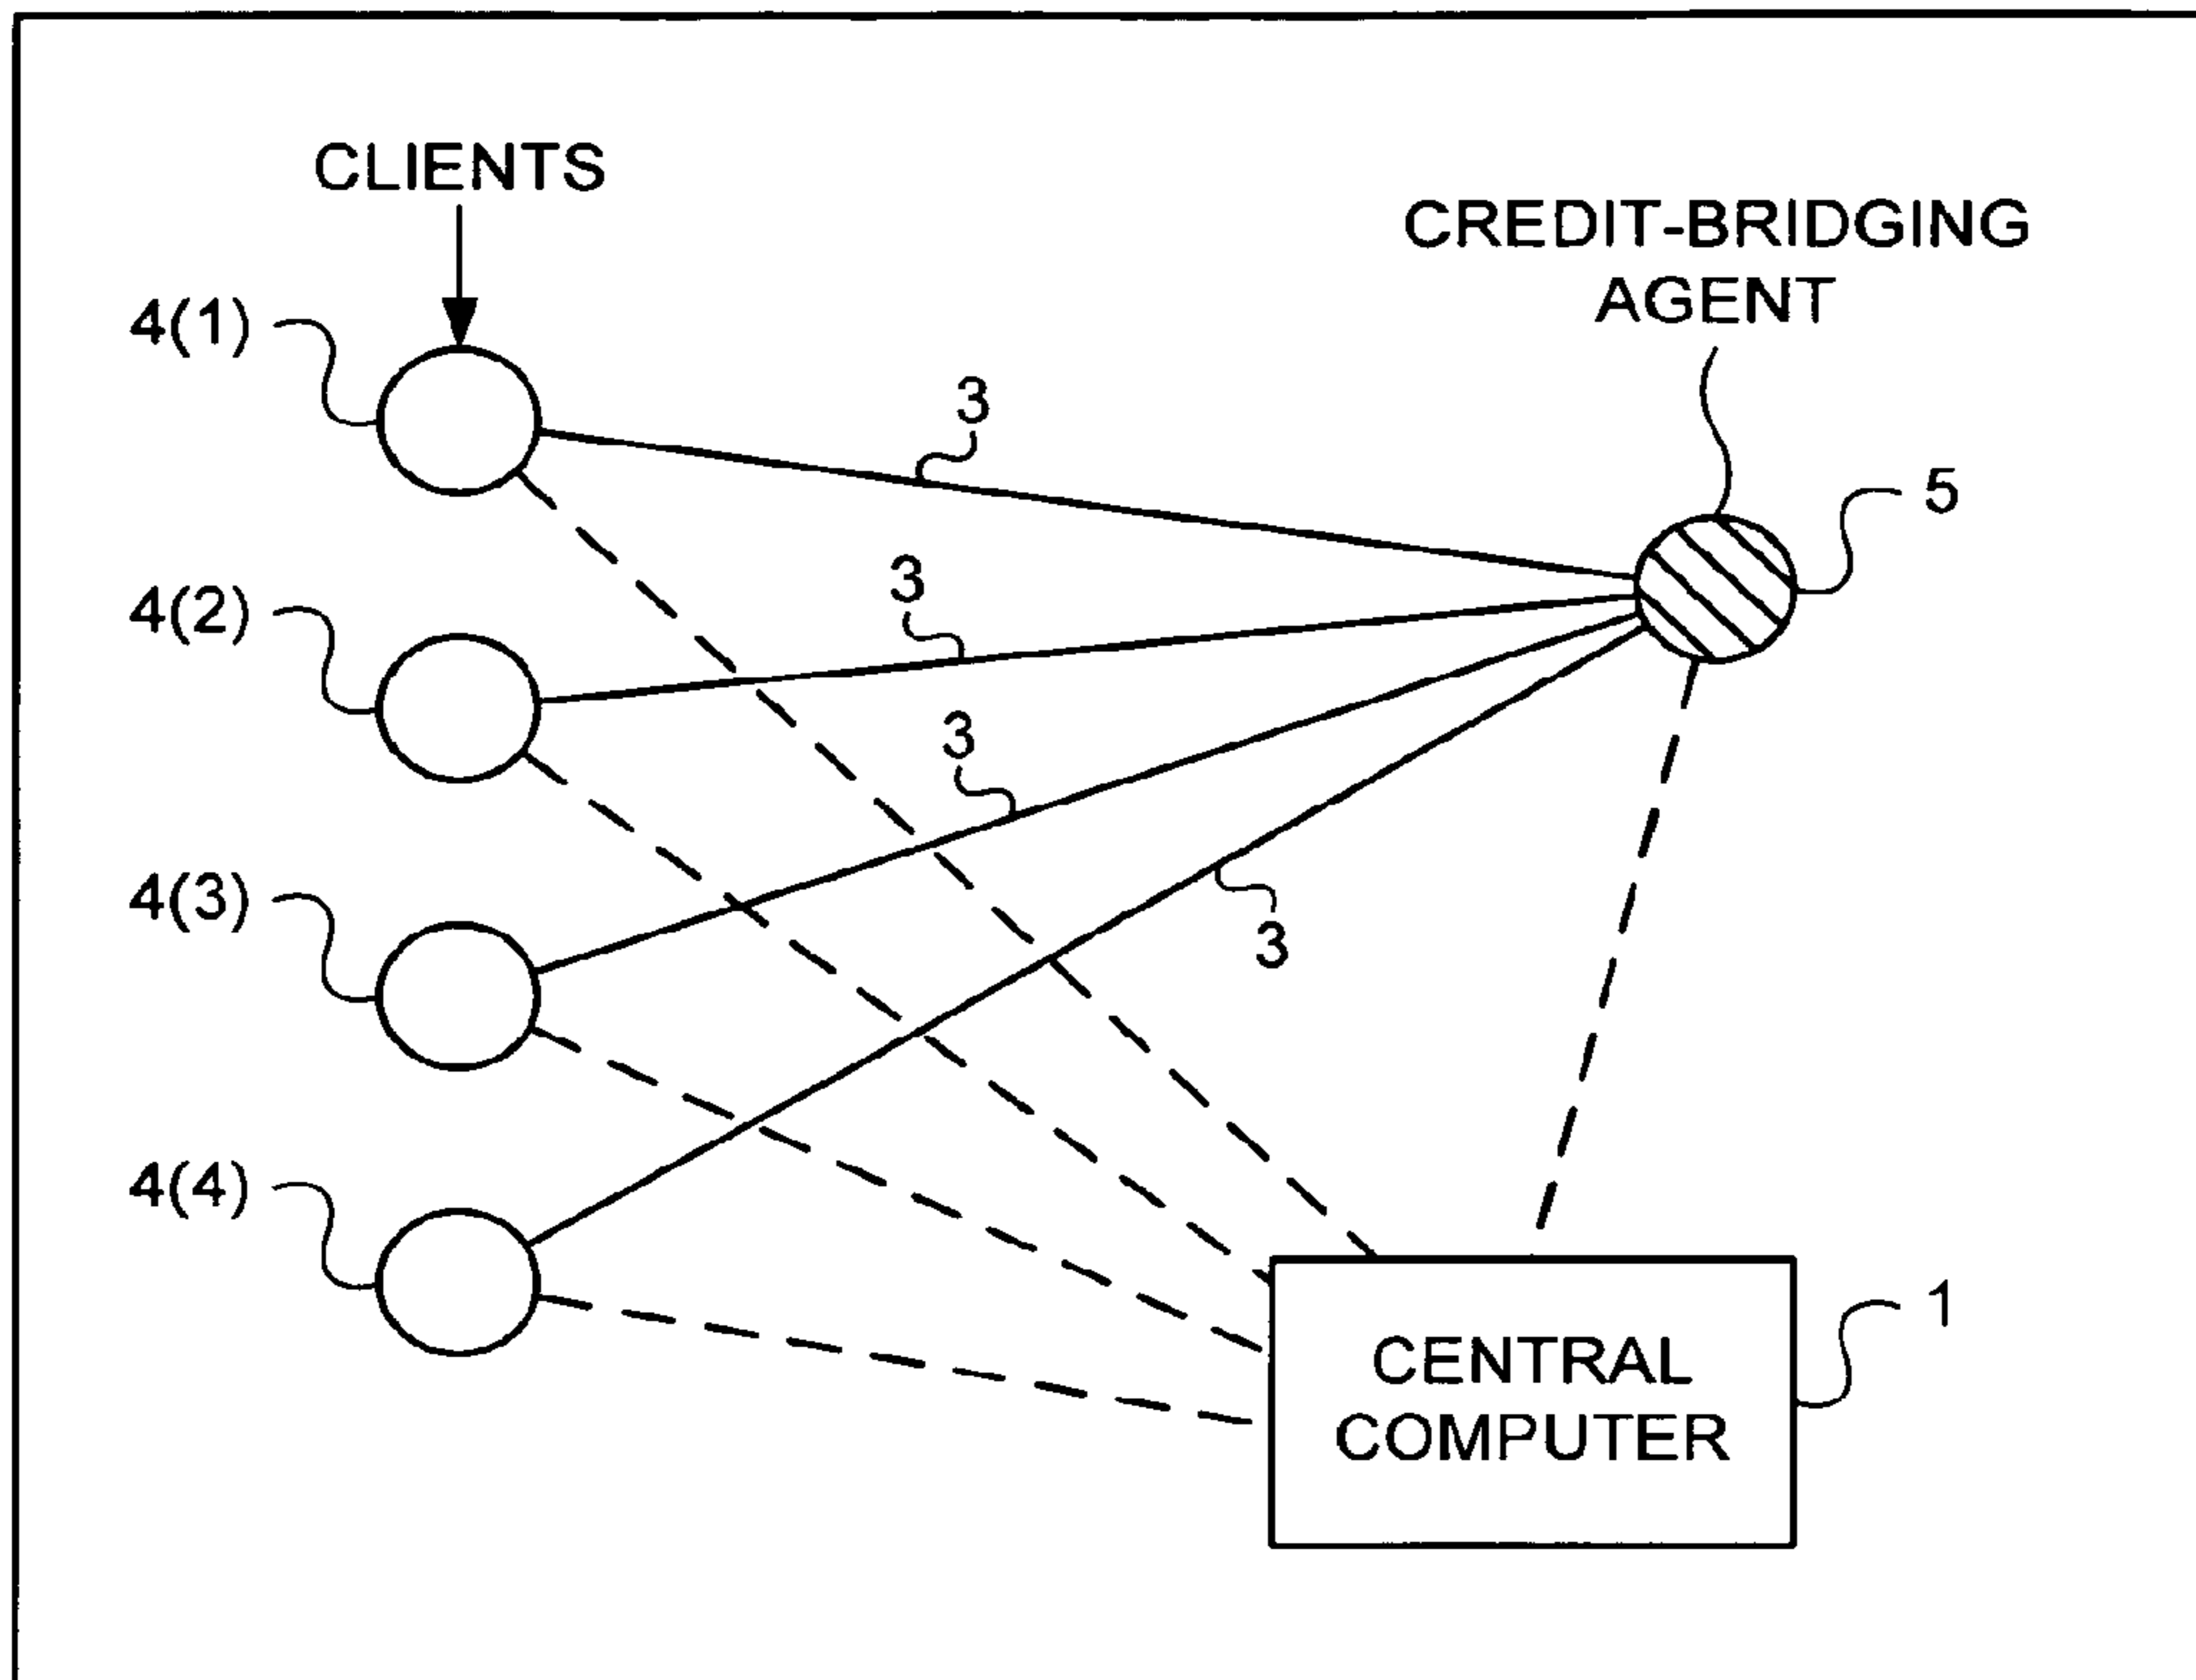 CLIENTS
CREDIT-BRIDGING
AGENT
4(1)
3
5
3
4(2)
3
4(3)
3
4(4)
1
CENTRAL
COMPUTER